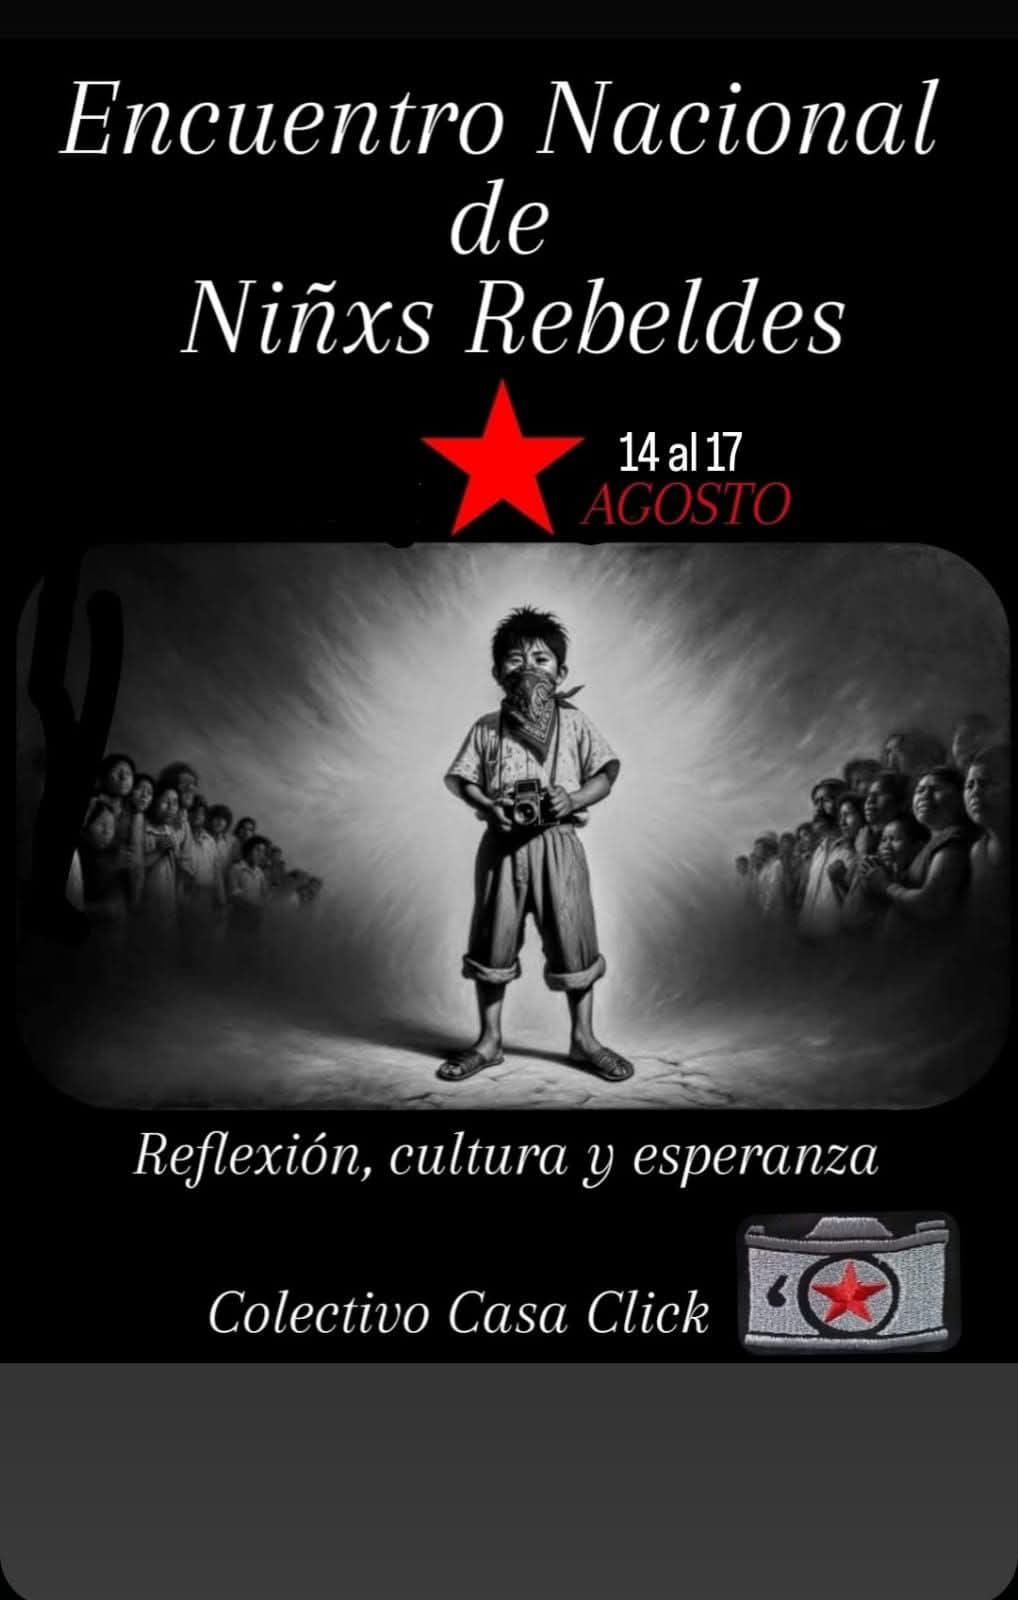 Encuentro Nacional
de
Niñxs Rebeldes
14 al 17
AGOSTO
Reflexión, cultura y esperanza
Colectivo Casa Click